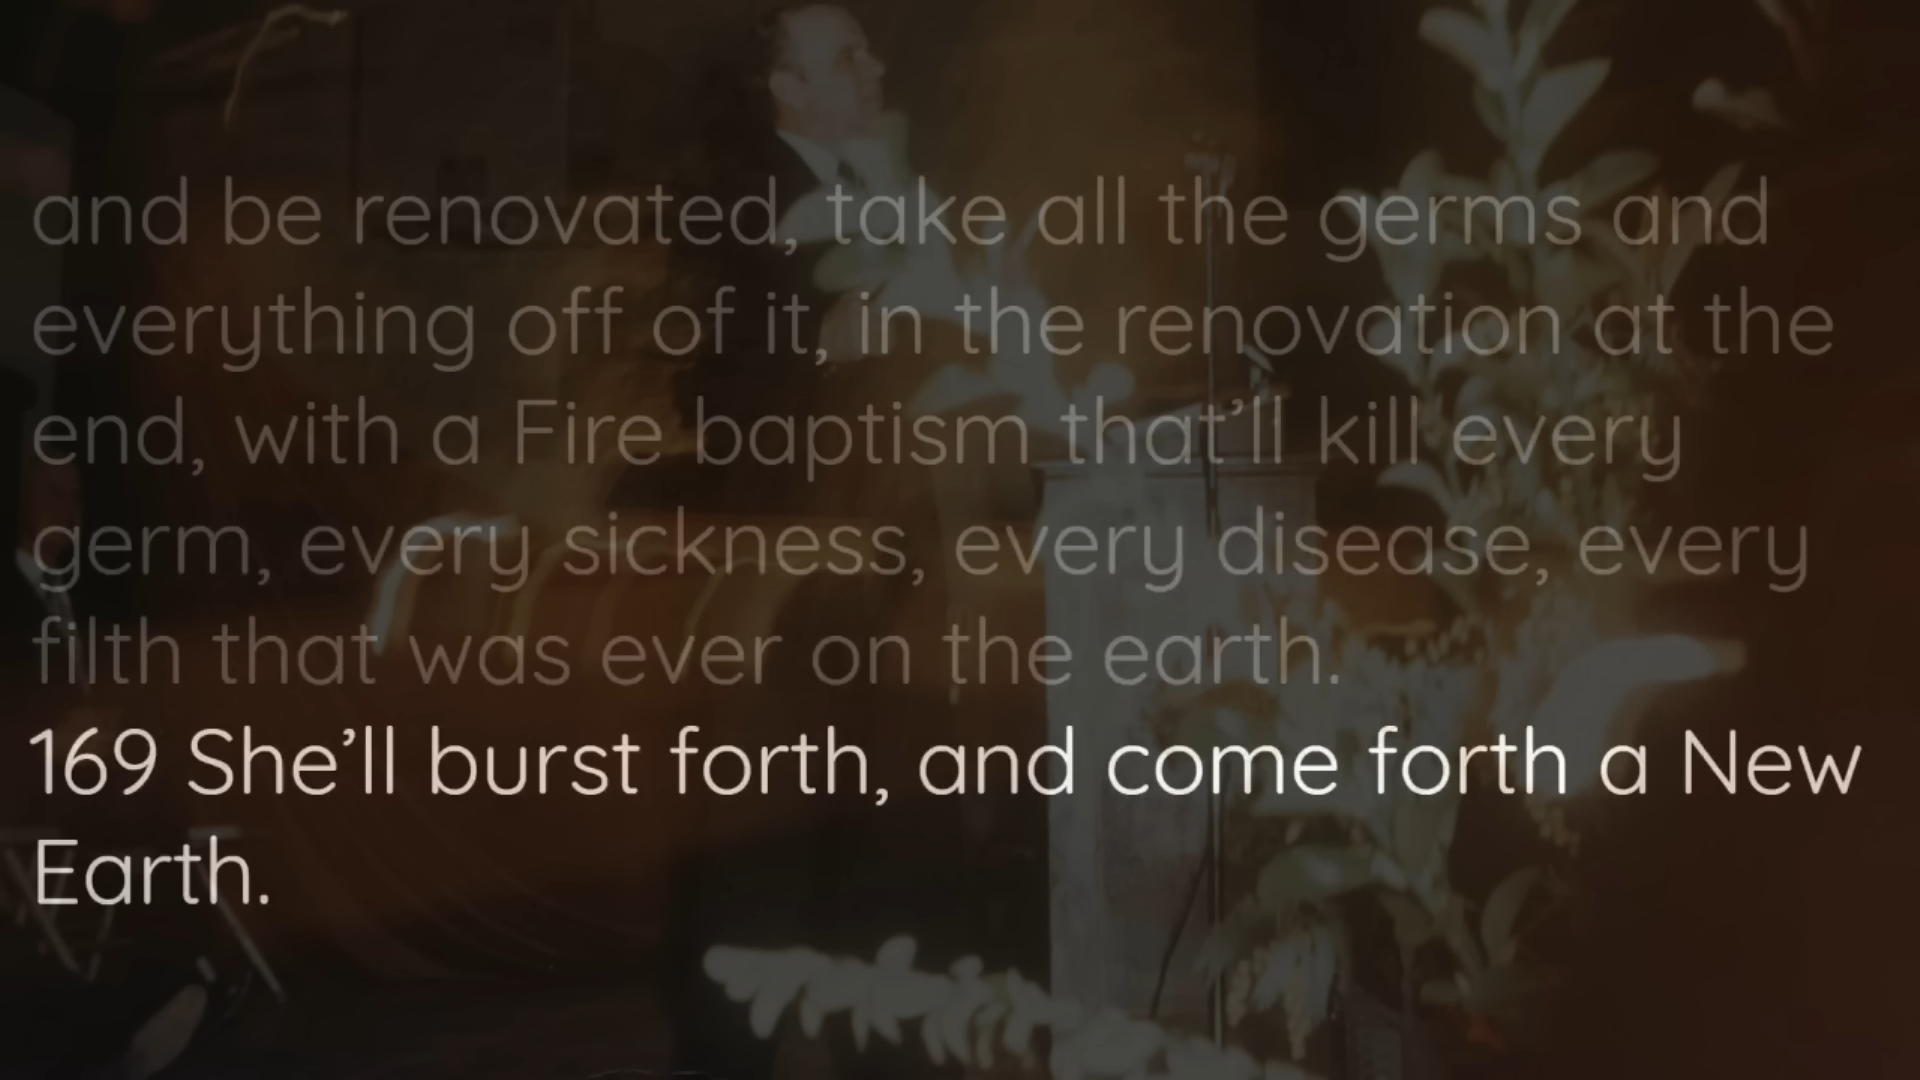 and be renovated, take all the germs and
everything off of it, in the renovation at the
end, with a Fire baptism that’ll kill every
germ, every sickness, every disease, every
filth that was ever on the earth.
169 She’ll burst forth, and come forth a New
Earth.